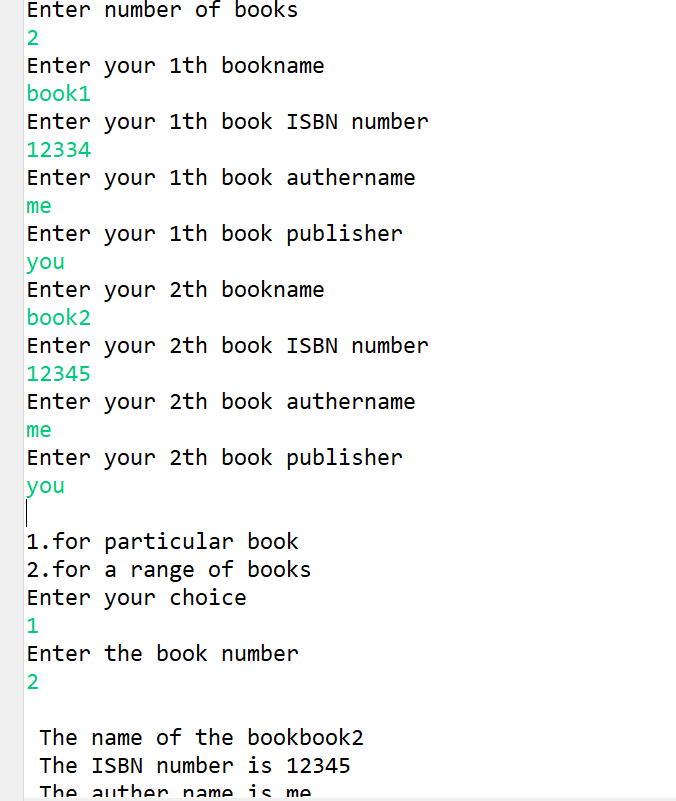 Enter number of books
2
Enter your 1th bookname
book1
Enter your 1th book ISBN number
12334
Enter your 1th book authername
me
Enter your 1th book publisher
you
Enter your 2th bookname
book2
Enter your 2th book ISBN number
12345
Enter your 2th book authername
me
Enter your 2th book publisher
you
1.for particular book
2.for a range of books
Enter your choice
1
Enter the book number
2
The name of the bookbook2
The ISBN number is 12345
The auther name is me